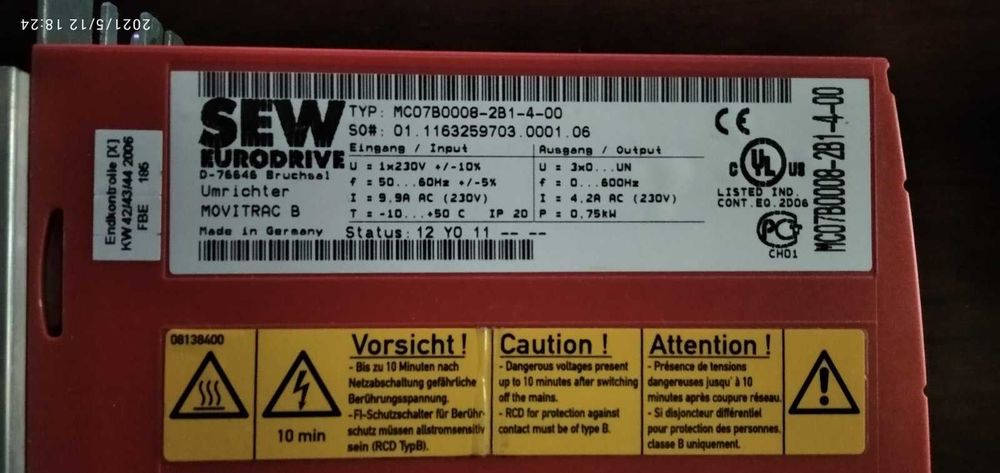 2021/5/12 18:24
SEW
EURODRIVE
D-76646 Bruchsal
Umrichter
MOVITRAC B
Made in Germany
TYP: MC07B0008-2B1-4-00
SO#: 01.1163259703.0001.06
Eingang / Input
U = 1x230V +/-10%
f = 50...60Hz +/-5%
I = 9.9A AC (230V)
T = -10...+50 C IP 20
Ausgang / Output
U = 3x0...UN
f = 0...600Hz
I = 4.2A AC (230V)
P = 0.75kW
Status: 12 YO 11 -- --
CE
C UL US
LISTED IND.
CONT.EQ.2D06
PC
CH01
MC07B0008-2B1-4-00
Endkontrolle [X]
KW 42/43/44 2006
FBE 185
08138400
10 min
Vorsicht !
- Bis zu 10 Minuten nach
Netzabschaltung gefährliche
Berührungsspannung.
- FI-Schutzschalter für Berühr-
schutz müssen allstromsensitiv
sein (RCD TypB).
Caution !
- Dangerous voltages present
up to 10 minutes after switching
off the mains.
- RCD for protection against
contact must be of type B.
Attention !
- Présence de tensions
dangereuses jusqu'à 10
minutes après coupure réseau.
- Si disjoncteur différentiel
pour protection des personnes,
classe B uniquement.